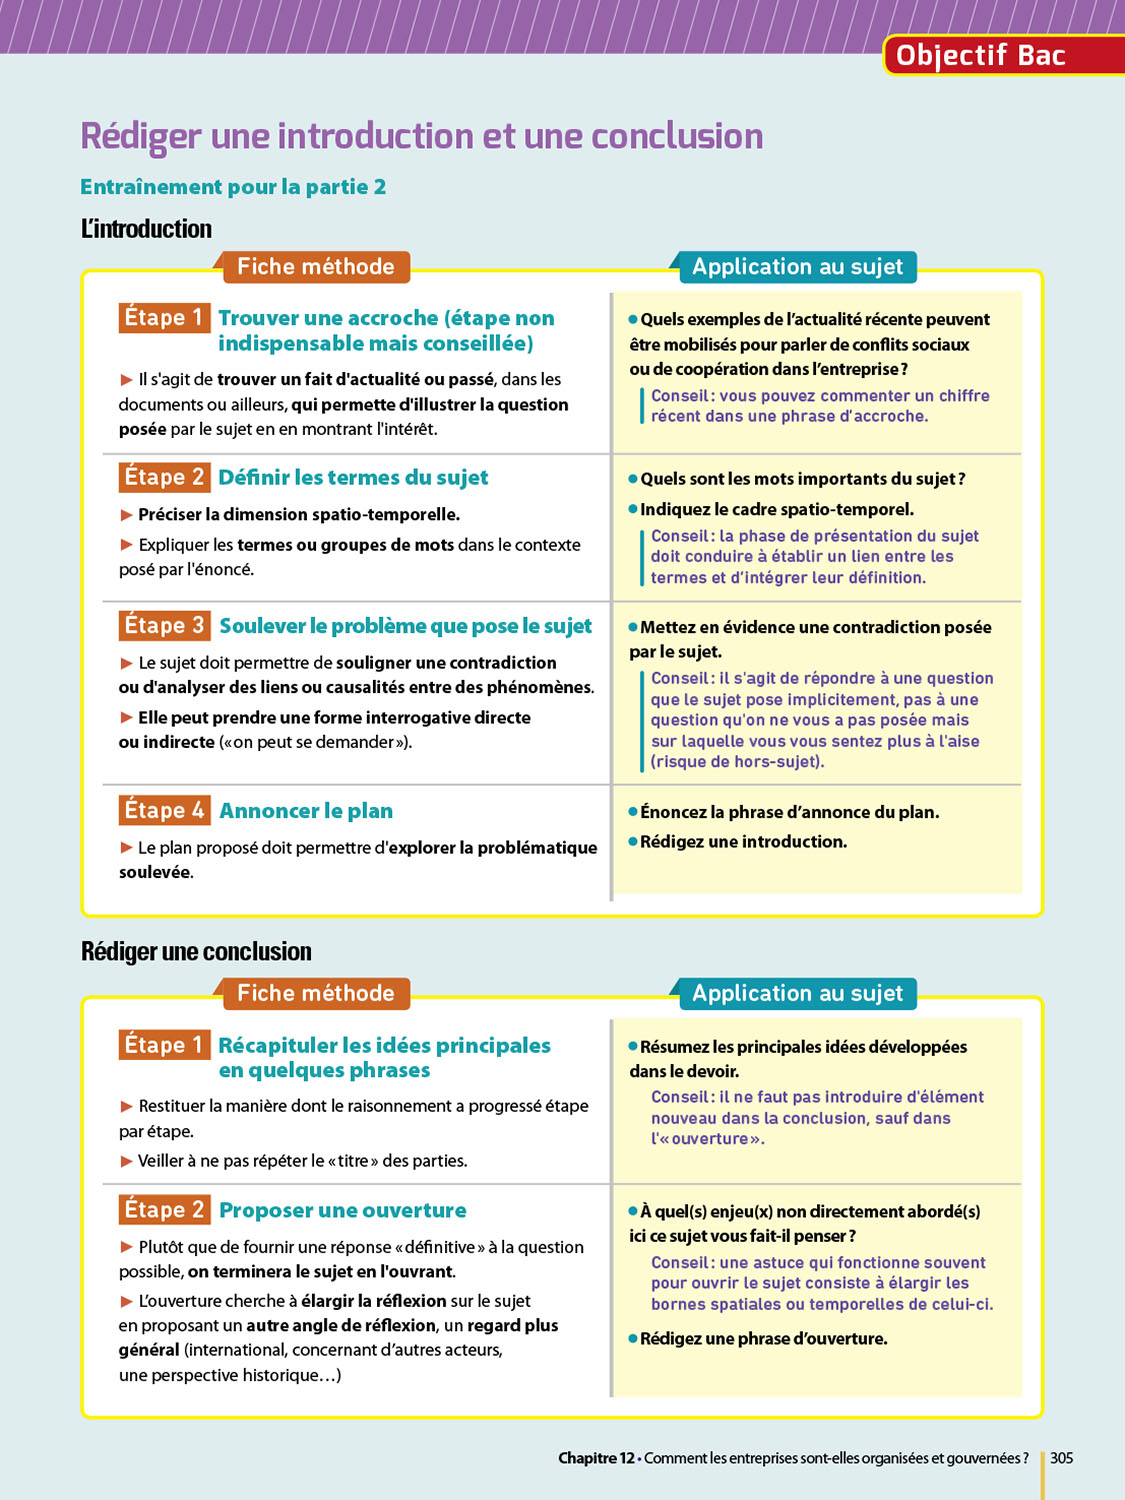 Objectif Bac
Rédiger une introduction et une conclusion
Entraînement pour la partie 2
L'introduction
Fiche méthode
Application au sujet
Étape 1 Trouver une accroche (étape non
indispensable mais conseillée)
► Il s'agit de trouver un fait d'actualité ou passé, dans les
documents ou ailleurs, qui permette d'illustrer la question
posée par le sujet en en montrant l'intérêt.
• Quels exemples de l'actualité récente peuvent
être mobilisés pour parler de conflits sociaux
ou de coopération dans l'entreprise ?
Conseil : vous pouvez commenter un chiffre
récent dans une phrase d'accroche.
Étape 2 Définir les termes du sujet
► Préciser la dimension spatio-temporelle.
► Expliquer les termes ou groupes de mots dans le contexte
posé par l'énoncé.
• Quels sont les mots importants du sujet ?
• Indiquez le cadre spatio-temporel.
Conseil : la phase de présentation du sujet
doit conduire à établir un lien entre les
termes et d'intégrer leur définition.
Étape 3 Soulever le problème que pose le sujet
► Le sujet doit permettre de souligner une contradiction
ou d'analyser des liens ou causalités entre des phénomènes.
► Elle peut prendre une forme interrogative directe
ou indirecte («on peut se demander»).
• Mettez en évidence une contradiction posée
par le sujet.
Conseil : il s'agit de répondre à une question
que le sujet pose implicitement, pas à une
question qu'on ne vous a pas posée mais
sur laquelle vous vous sentez plus à l'aise
(risque de hors-sujet).
Étape 4 Annoncer le plan
► Le plan proposé doit permettre d'explorer la problématique
soulevée.
• Énoncez la phrase d'annonce du plan.
• Rédigez une introduction.
Rédiger une conclusion
Fiche méthode
Application au sujet
Étape 1 Récapituler les idées principales
en quelques phrases
► Restituer la manière dont le raisonnement a progressé étape
par étape.
► Veiller à ne pas répéter le «titre» des parties.
• Résumez les principales idées développées
dans le devoir.
Conseil : il ne faut pas introduire d'élément
nouveau dans la conclusion, sauf dans
l'«ouverture».
Étape 2 Proposer une ouverture
► Plutôt que de fournir une réponse «définitive» à la question
possible, on terminera le sujet en l'ouvrant.
► L'ouverture cherche à élargir la réflexion sur le sujet
en proposant un autre angle de réflexion, un regard plus
général (international, concernant d'autres acteurs,
une perspective historique…)
• À quel(s) enjeu(x) non directement abordé(s)
ici ce sujet vous fait-il penser ?
Conseil : une astuce qui fonctionne souvent
pour ouvrir le sujet consiste à élargir les
bornes spatiales ou temporelles de celui-ci.
• Rédigez une phrase d'ouverture.
Chapitre 12 • Comment les entreprises sont-elles organisées et gouvernées ? 305